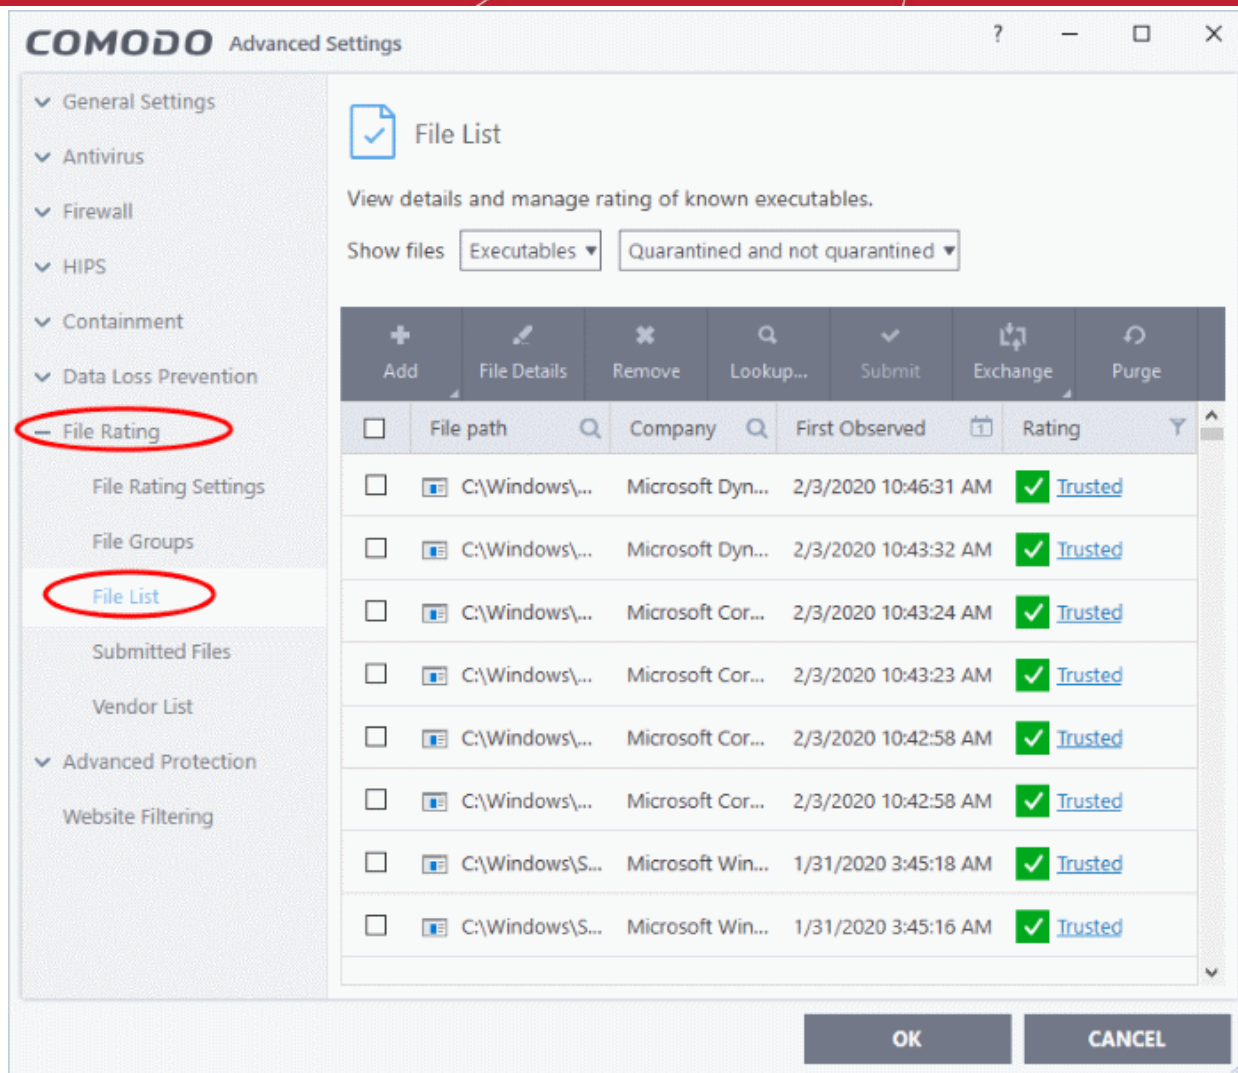 COMODO Advanced Settings ?
General Settings
Antivirus
Firewall
HIPS
Containment
Data Loss Prevention
File Rating
File Rating Settings
File Groups
File List
Submitted Files
Vendor List
Advanced Protection
Website Filtering
File List
View details and manage rating of known executables.
Show files Executables Quarantined and not quarantined
Add File Details Remove Lookup... Submit Exchange Purge
File path Company First Observed 1 Rating
C:\Windows\... Microsoft Dyn... 2/3/2020 10:46:31 AM Trusted
C:\Windows\... Microsoft Dyn... 2/3/2020 10:43:32 AM Trusted
C:\Windows\... Microsoft Cor... 2/3/2020 10:43:24 AM Trusted
C:\Windows\... Microsoft Cor... 2/3/2020 10:43:23 AM Trusted
C:\Windows\... Microsoft Cor... 2/3/2020 10:42:58 AM Trusted
C:\Windows\... Microsoft Cor... 2/3/2020 10:42:58 AM Trusted
C:\Windows\S... Microsoft Win... 1/31/2020 3:45:18 AM Trusted
C:\Windows\S... Microsoft Win... 1/31/2020 3:45:16 AM Trusted
OK CANCEL